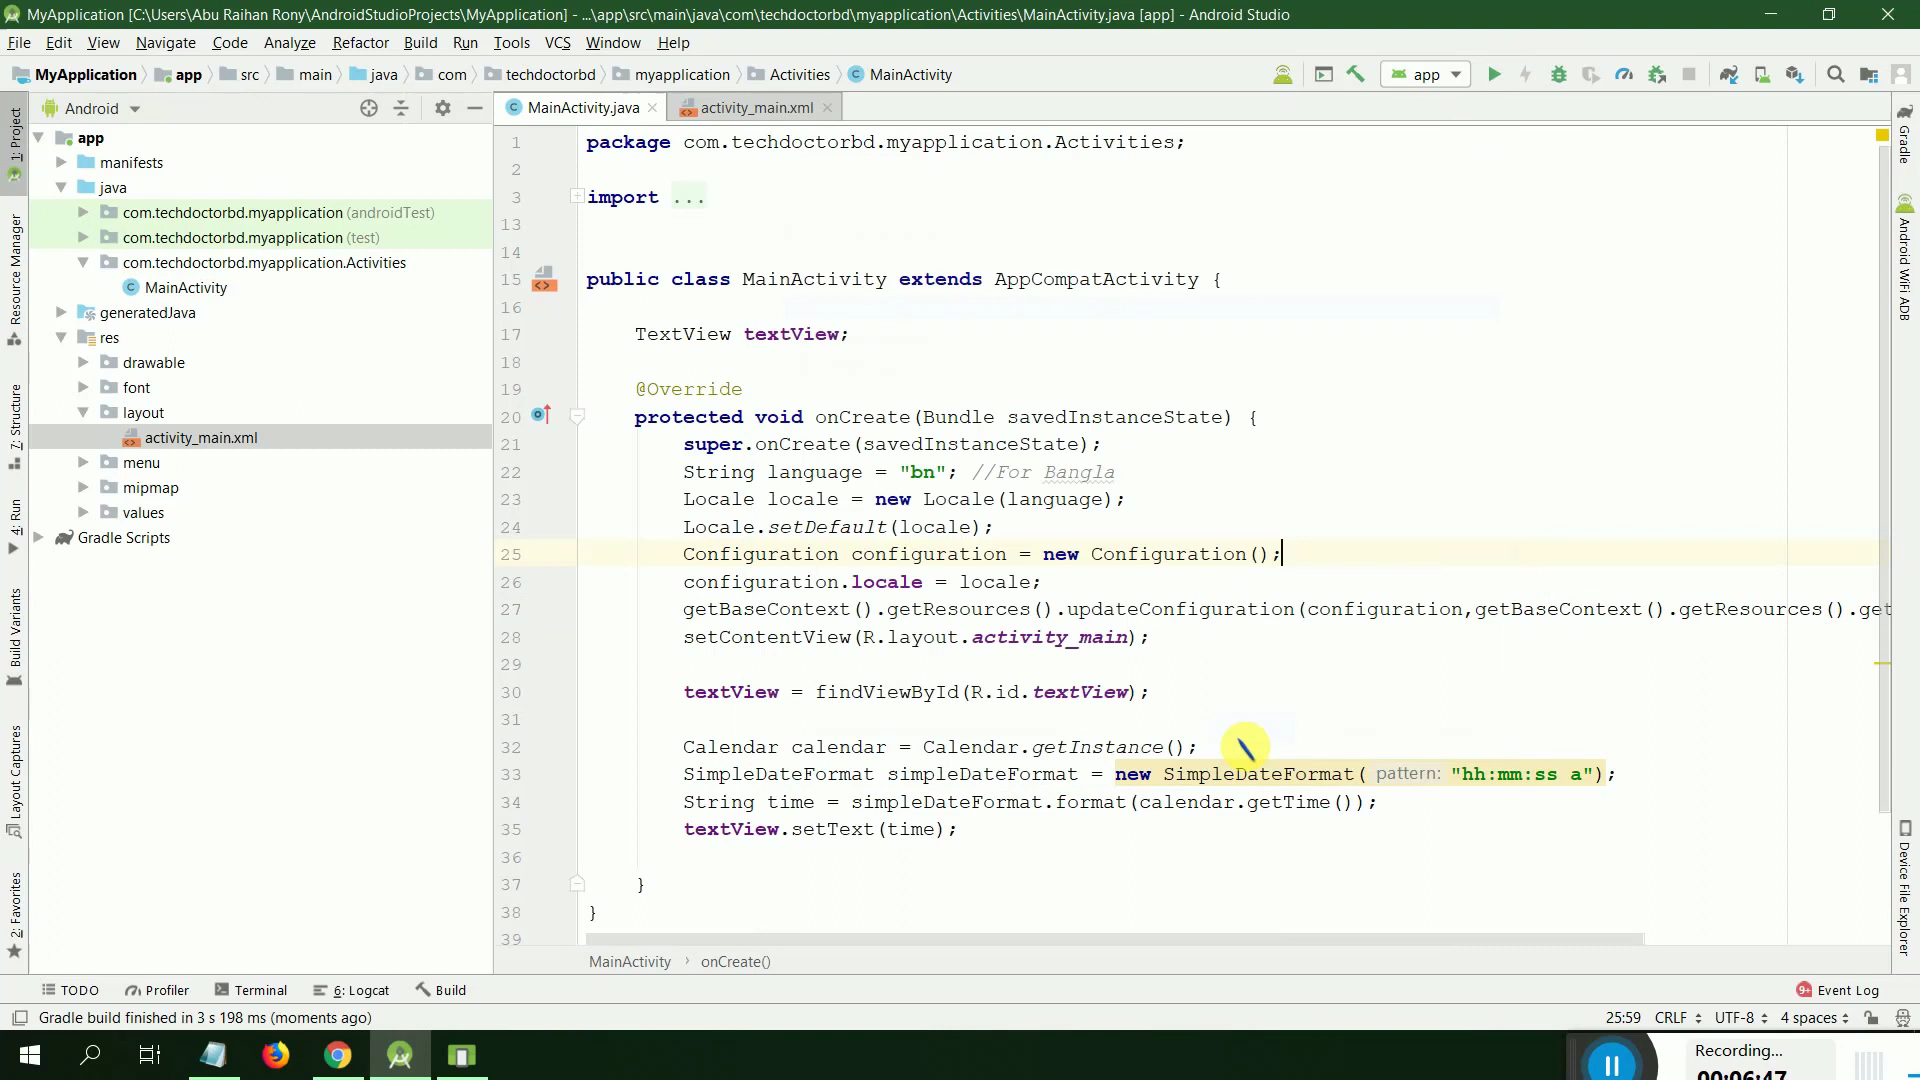 MyApplication [C:\Users\Abu Raihan Rony\AndroidStudioProjects\MyApplication] - ...\app\src\main\java\com\techdoctorbd\myapplication\Activities\MainActivity.java [app] - Android Studio
File Edit View Navigate Code Analyze Refactor Build Run Tools VCS Window Help
MyApplication app src main java com techdoctorbd myapplication Activities MainActivity app
Android
MainActivity.java activity_main.xml
1: Project
Resource Manager
7: Structure
4: Run
Build Variants
Layout Captures
2: Favorites
app
manifests
java
com.techdoctorbd.myapplication (androidTest)
com.techdoctorbd.myapplication (test)
com.techdoctorbd.myapplication.Activities
MainActivity
generatedJava
res
drawable
font
layout
activity_main.xml
menu
mipmap
values
Gradle Scripts
1 package com.techdoctorbd.myapplication.Activities;
2
3 import ...
13
14
15 public class MainActivity extends AppCompatActivity {
16
17 TextView textView;
18
19 @Override
20 protected void onCreate(Bundle savedInstanceState) {
21 super.onCreate(savedInstanceState);
22 String language = "bn"; //For Bangla
23 Locale locale = new Locale(language);
24 Locale.setDefault(locale);
25 Configuration configuration = new Configuration();
26 configuration.locale = locale;
27 getBaseContext().getResources().updateConfiguration(configuration,getBaseContext().getResources().get
28 setContentView(R.layout.activity_main);
29
30 textView = findViewById(R.id.textView);
31
32 Calendar calendar = Calendar.getInstance();
33 SimpleDateFormat simpleDateFormat = new SimpleDateFormat( pattern: "hh:mm:ss a");
34 String time = simpleDateFormat.format(calendar.getTime());
35 textView.setText(time);
36
37 }
38 }
39
MainActivity › onCreate()
Gradle
Android WiFi ADB
Device File Explorer
TODO Profiler Terminal 6: Logcat Build 9+ Event Log
Gradle build finished in 3 s 198 ms (moments ago) 25:59 CRLF UTF-8 4 spaces
Recording...
00:06:47